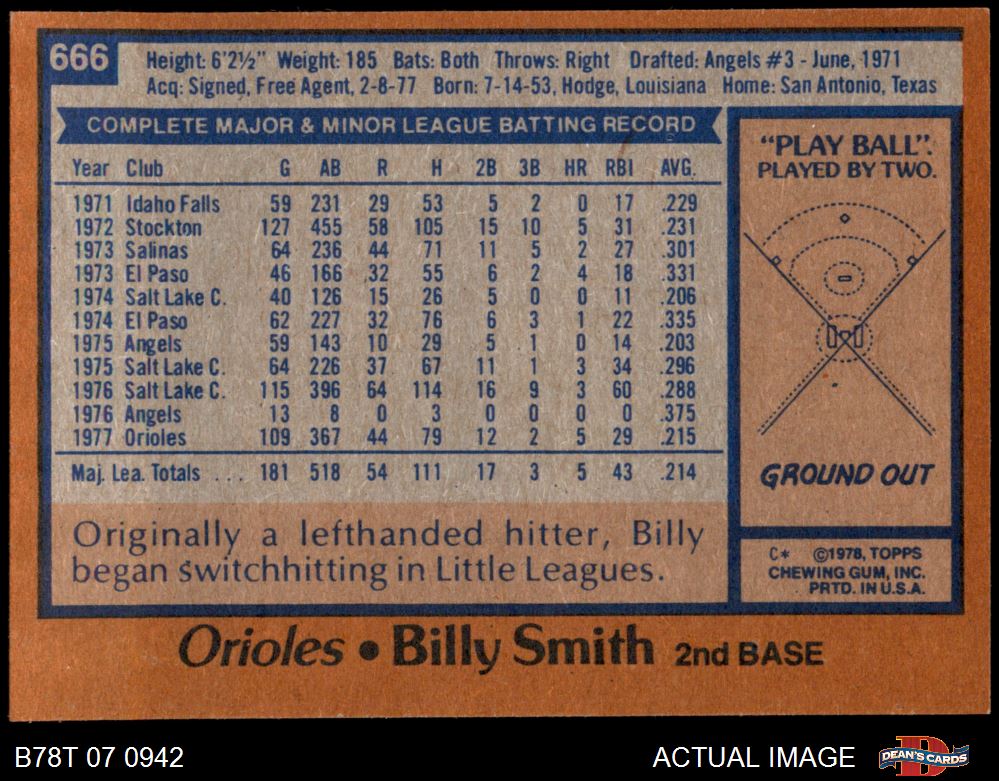 666
Height: 6'2½" Weight: 185 Bats: Both Throws: Right Drafted: Angels #3 - June, 1971
Acq: Signed, Free Agent, 2-8-77 Born: 7-14-53, Hodge, Louisiana Home: San Antonio, Texas
COMPLETE MAJOR & MINOR LEAGUE BATTING RECORD
Year Club G AB R H 2B 3B HR RBI AVG.
1971 Idaho Falls 59 231 29 53 5 2 0 17 .229
1972 Stockton 127 455 58 105 15 10 5 31 .231
1973 Salinas 64 236 44 71 11 5 2 27 .301
1973 El Paso 46 166 32 55 6 2 4 18 .331
1974 Salt Lake C. 40 126 15 26 5 0 0 11 .206
1974 El Paso 62 227 32 76 6 3 1 22 .335
1975 Angels 59 143 10 29 5 1 0 14 .203
1975 Salt Lake C. 64 226 37 67 11 1 3 34 .296
1976 Salt Lake C. 115 396 64 114 16 9 3 60 .288
1976 Angels 13 8 0 3 0 0 0 0 .375
1977 Orioles 109 367 44 79 12 2 5 29 .215
Maj. Lea. Totals ... 181 518 54 111 17 3 5 43 .214
Originally a lefthanded hitter, Billy
began switchhitting in Little Leagues.
"PLAY BALL".
PLAYED BY TWO.
GROUND OUT
C* ©1978, TOPPS
CHEWING GUM, INC.
PRTD. IN U.S.A.
Orioles • Billy Smith 2nd BASE
B78T 07 0942 ACTUAL IMAGE DEAN'S CARDS